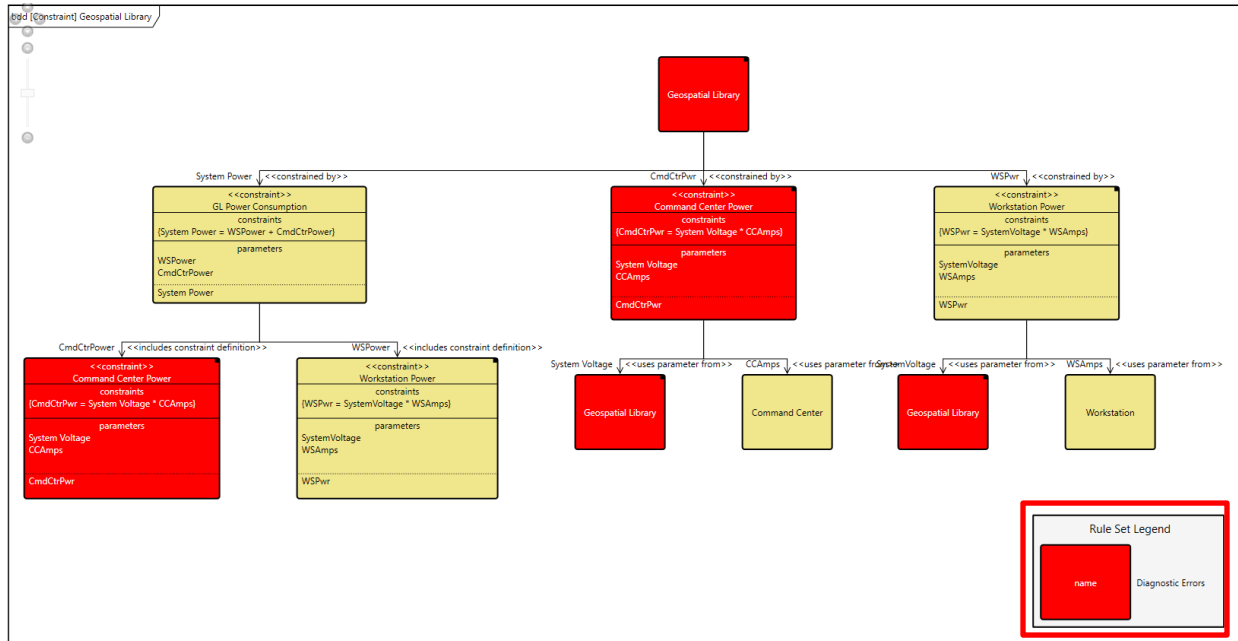 bdd [Constraint] Geospatial Library
Geospatial Library
System Power <<constrained by>>
CmdCtrPwr <<constrained by>>
WSPwr <<constrained by>>
<<constraint>>
GL Power Consumption
constraints
{System Power = WSPower + CmdCtrPower}
parameters
WSPower
CmdCtrPower
System Power
<<constraint>>
Command Center Power
constraints
{CmdCtrPwr = System Voltage * CCAmps}
parameters
System Voltage
CCAmps
CmdCtrPwr
<<constraint>>
Workstation Power
constraints
{WSPwr = SystemVoltage * WSAmps}
parameters
SystemVoltage
WSAmps
WSPwr
CmdCtrPower <<includes constraint definition>>
WSPower <<includes constraint definition>>
System Voltage <<uses parameter from>>
CCAmps <<uses parameter from>>
SystemVoltage <<uses parameter from>>
WSAmps <<uses parameter from>>
<<constraint>>
Command Center Power
constraints
{CmdCtrPwr = System Voltage * CCAmps}
parameters
System Voltage
CCAmps
CmdCtrPwr
<<constraint>>
Workstation Power
constraints
{WSPwr = SystemVoltage * WSAmps}
parameters
SystemVoltage
WSAmps
WSPwr
Geospatial Library
Command Center
Geospatial Library
Workstation
Rule Set Legend
name
Diagnostic Errors